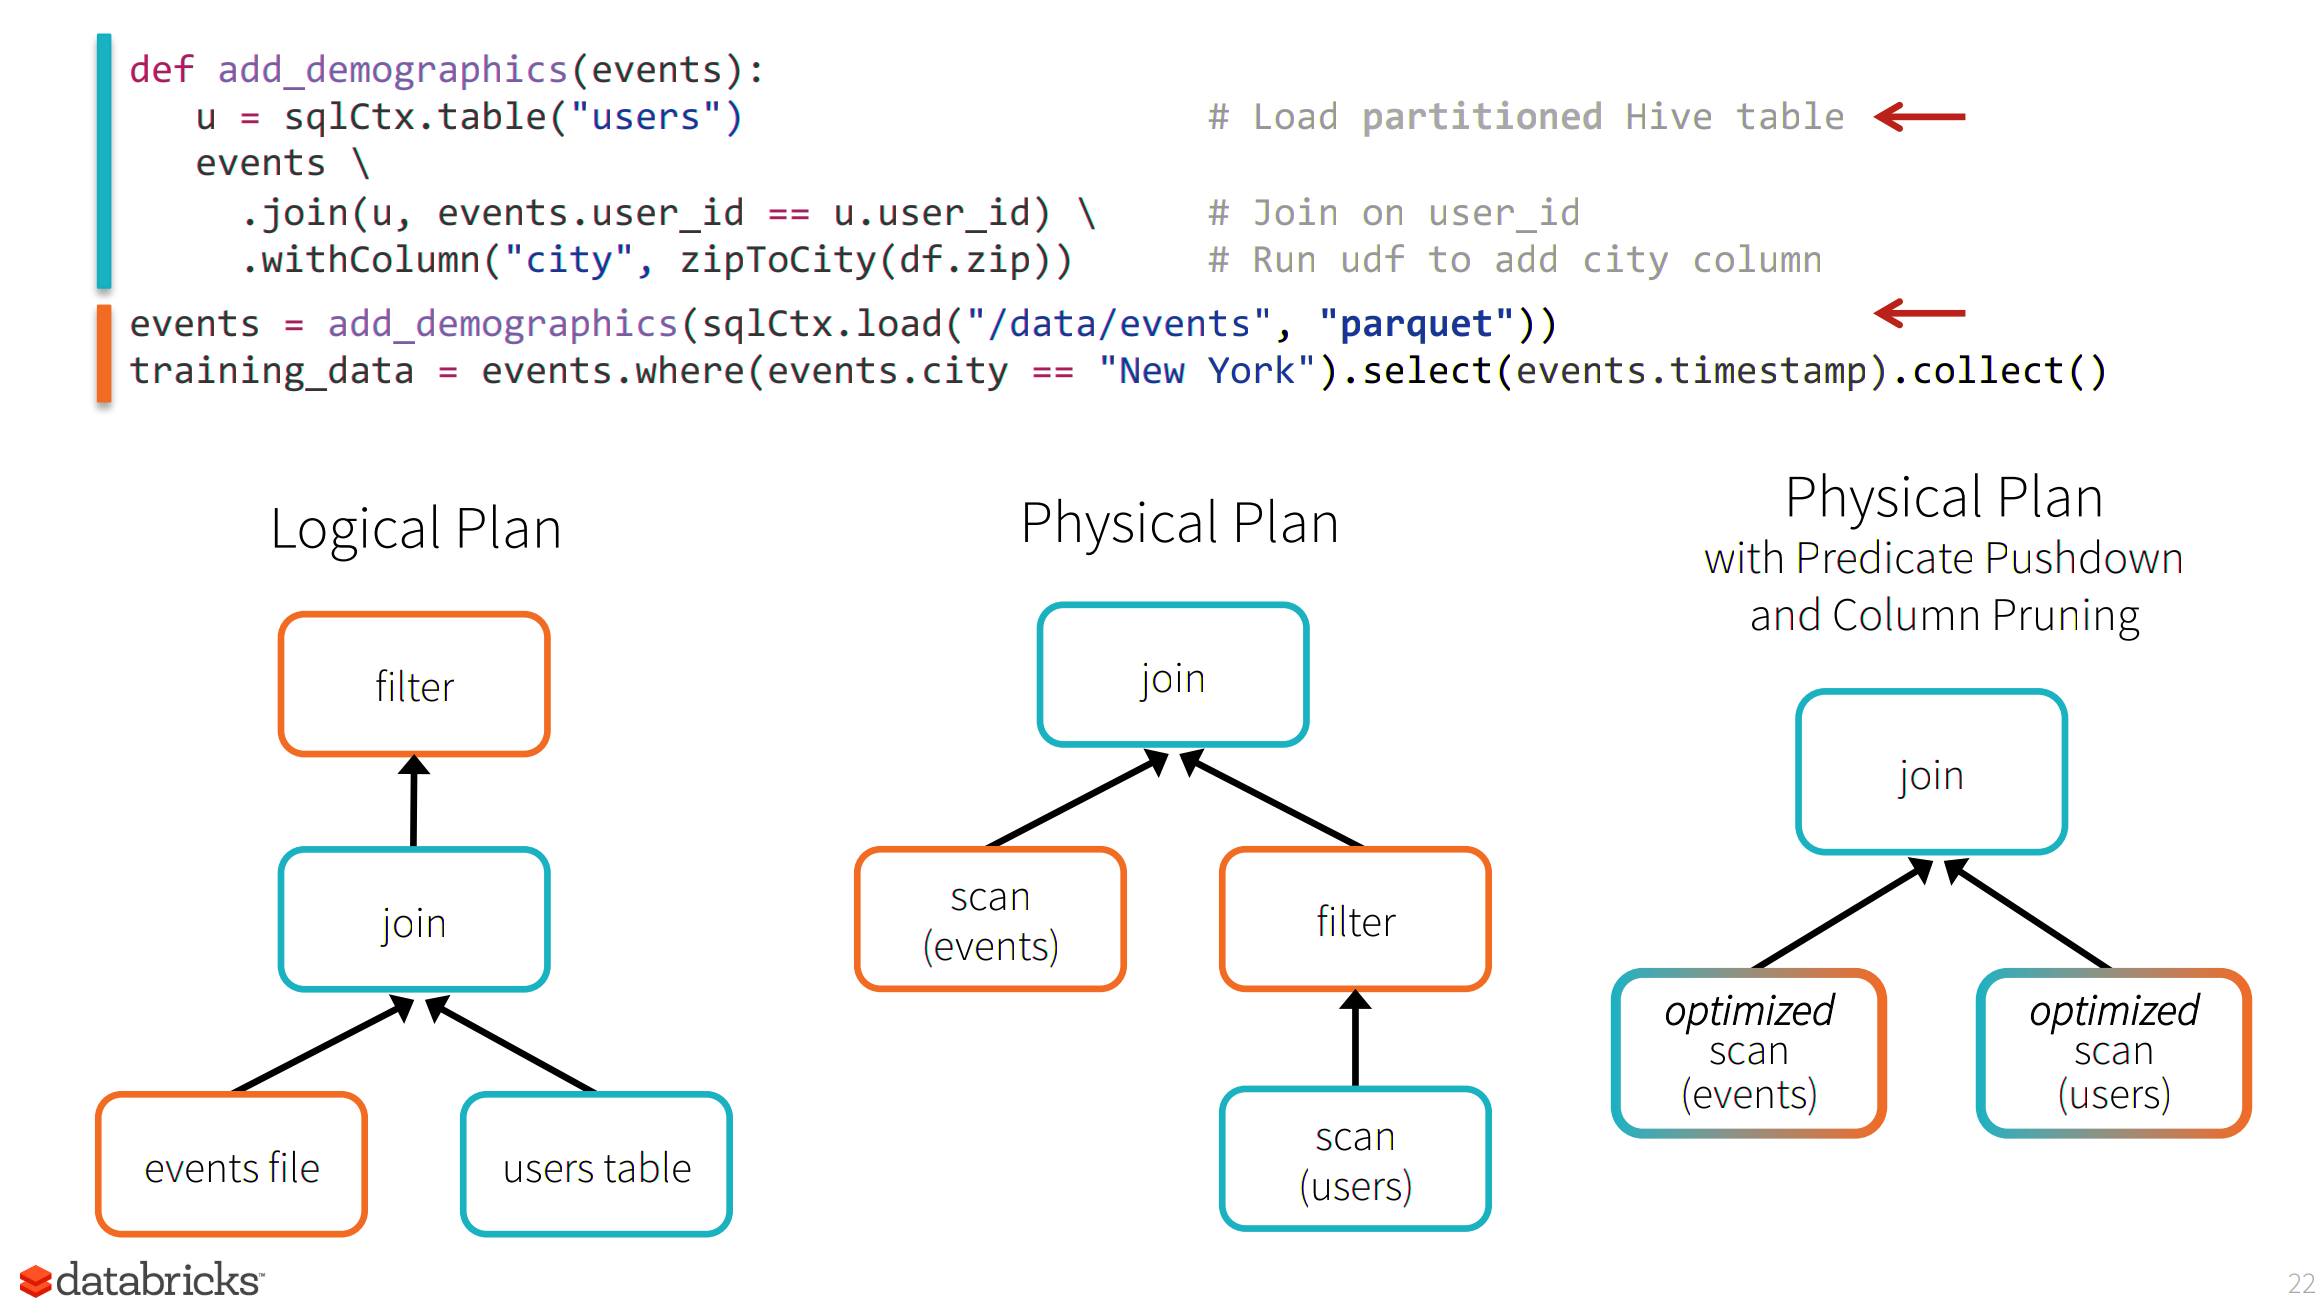 def add_demographics(events):
u = sqlCtx.table("users") # Load partitioned Hive table
events \
.join(u, events.user_id == u.user_id) \ # Join on user_id
.withColumn("city", zipToCity(df.zip)) # Run udf to add city column
events = add_demographics(sqlCtx.load("/data/events", "parquet"))
training_data = events.where(events.city == "New York").select(events.timestamp).collect()
Logical Plan
filter
join
events file
users table
Physical Plan
join
scan
(events)
filter
scan
(users)
Physical Plan
with Predicate Pushdown
and Column Pruning
join
optimized
scan
(events)
optimized
scan
(users)
databricks™
22